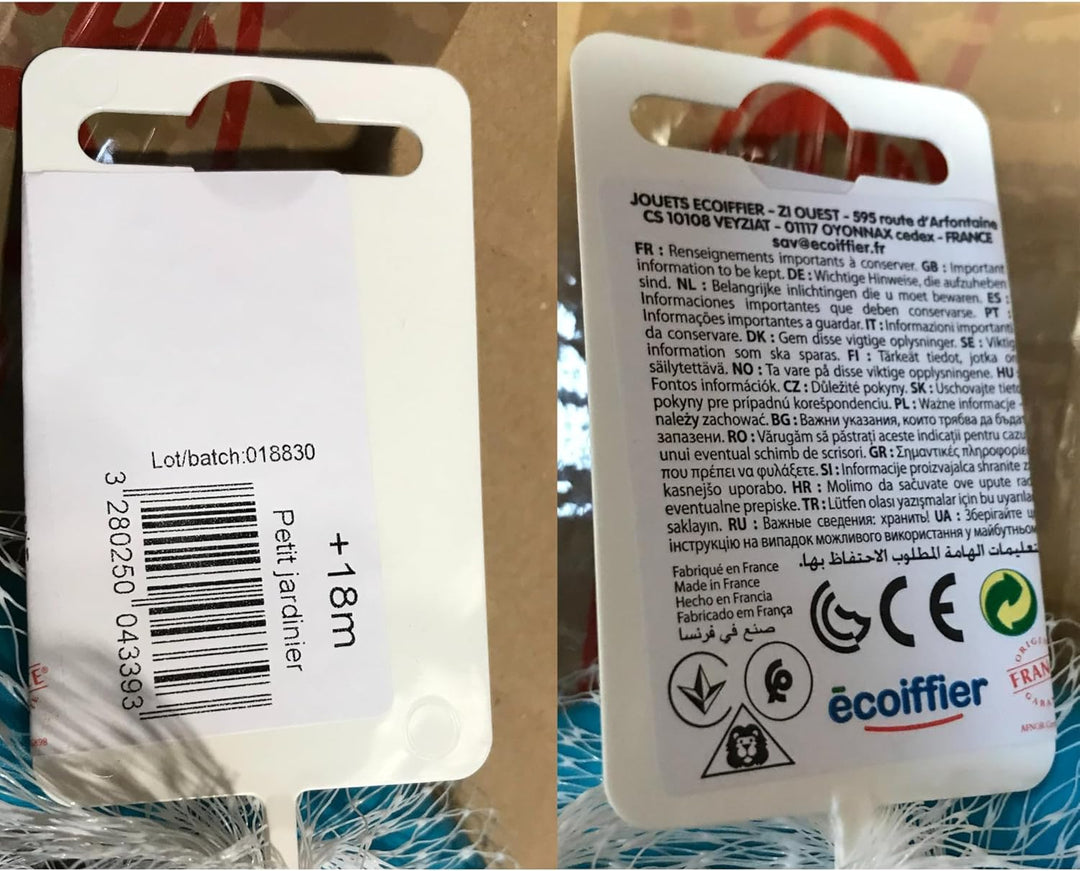 Lot/batch:018830
3 280250 043393
Petit jardinier
+18m
JOUETS ECOIFFIER - ZI OUEST - 595 route d'Arfontaine
CS 10108 VEYZIAT - 01117 OYONNAX cedex - FRANCE
sav@ecoiffier.fr
FR : Renseignements importants à conserver. GB : Important
information to be kept. DE : Wichtige Hinweise, die aufzuheben
sind. NL : Belangrijke inlichtingen die u moet bewaren. ES :
Informaciones importantes que deben conservarse. PT :
Informações importantes a guardar. IT : Informazioni importanti
da conservare. DK : Gem disse vigtige oplysninger. SE : Viktig
information som ska sparas. FI : Tärkeät tiedot, jotka on
säilytettävä. NO : Ta vare på disse viktige opplysningene. HU :
Fontos információk. CZ : Důležité pokyny. SK : Uschovajte tieto
pokyny pre prípadnú korešpondenciu. PL : Ważne informacje -
należy zachować. BG : Важни указания, които трябва да бъдат
запазени. RO : Vărugăm să păstrați aceste indicații pentru cazu
unui eventual schimb de scrisori. GR : Σημαντικές πληροφορίε
που πρέπει να φυλάξετε. SI : Informacije proizvajalca shranite z
kasnejšo uporabo. HR : Molimo da sačuvate ove upute rad
eventualne prepiske. TR : Lütfen olası yazışmalar için bu uyarıla
saklayın. RU : Важные сведения: хранить! UA : Зберігайте ц
інструкцію на випадок можливого використання у майбутньом
تعليمات الهامة المطلوب الاحتفاظ بها.
Fabriqué en France
Made in France
Hecho en Francia
Fabricado em França
صنع في فرنسا
CE
écoiffier
ORIGI
FRAN
GARA